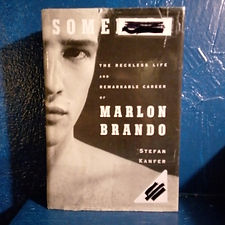 SOME
THE RECKLESS LIFE
AND
REMARKABLE CAREER
OF
MARLON
BRANDO
STEFAN
KANFER